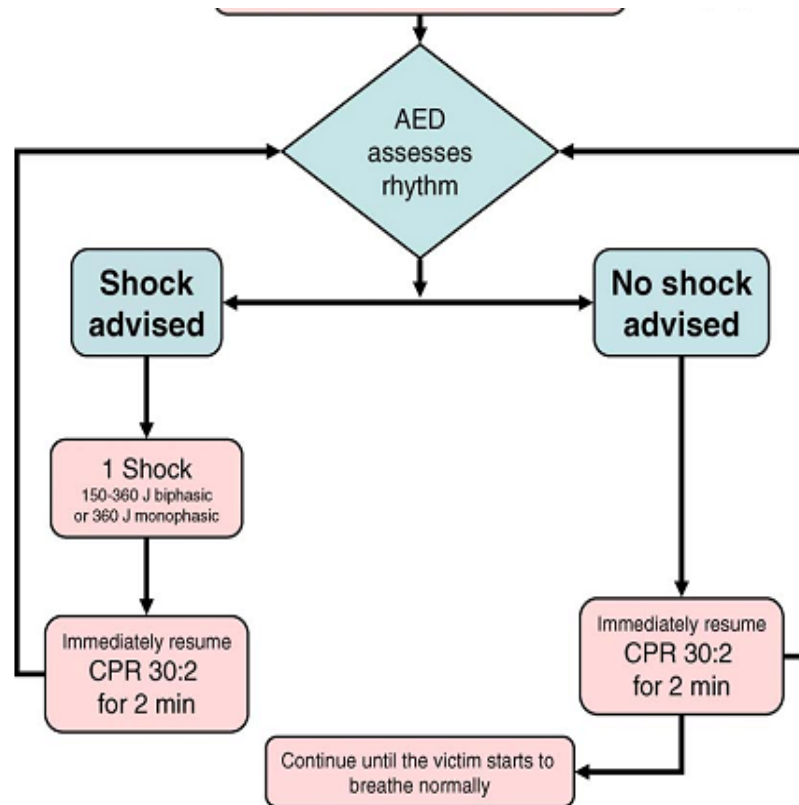 AED
assesses
rhythm
Shock
advised
No shock
advised
1 Shock
150-360 J biphasic
or 360 J monophasic
Immediately resume
CPR 30:2
for 2 min
Immediately resume
CPR 30:2
for 2 min
Continue until the victim starts to
breathe normally